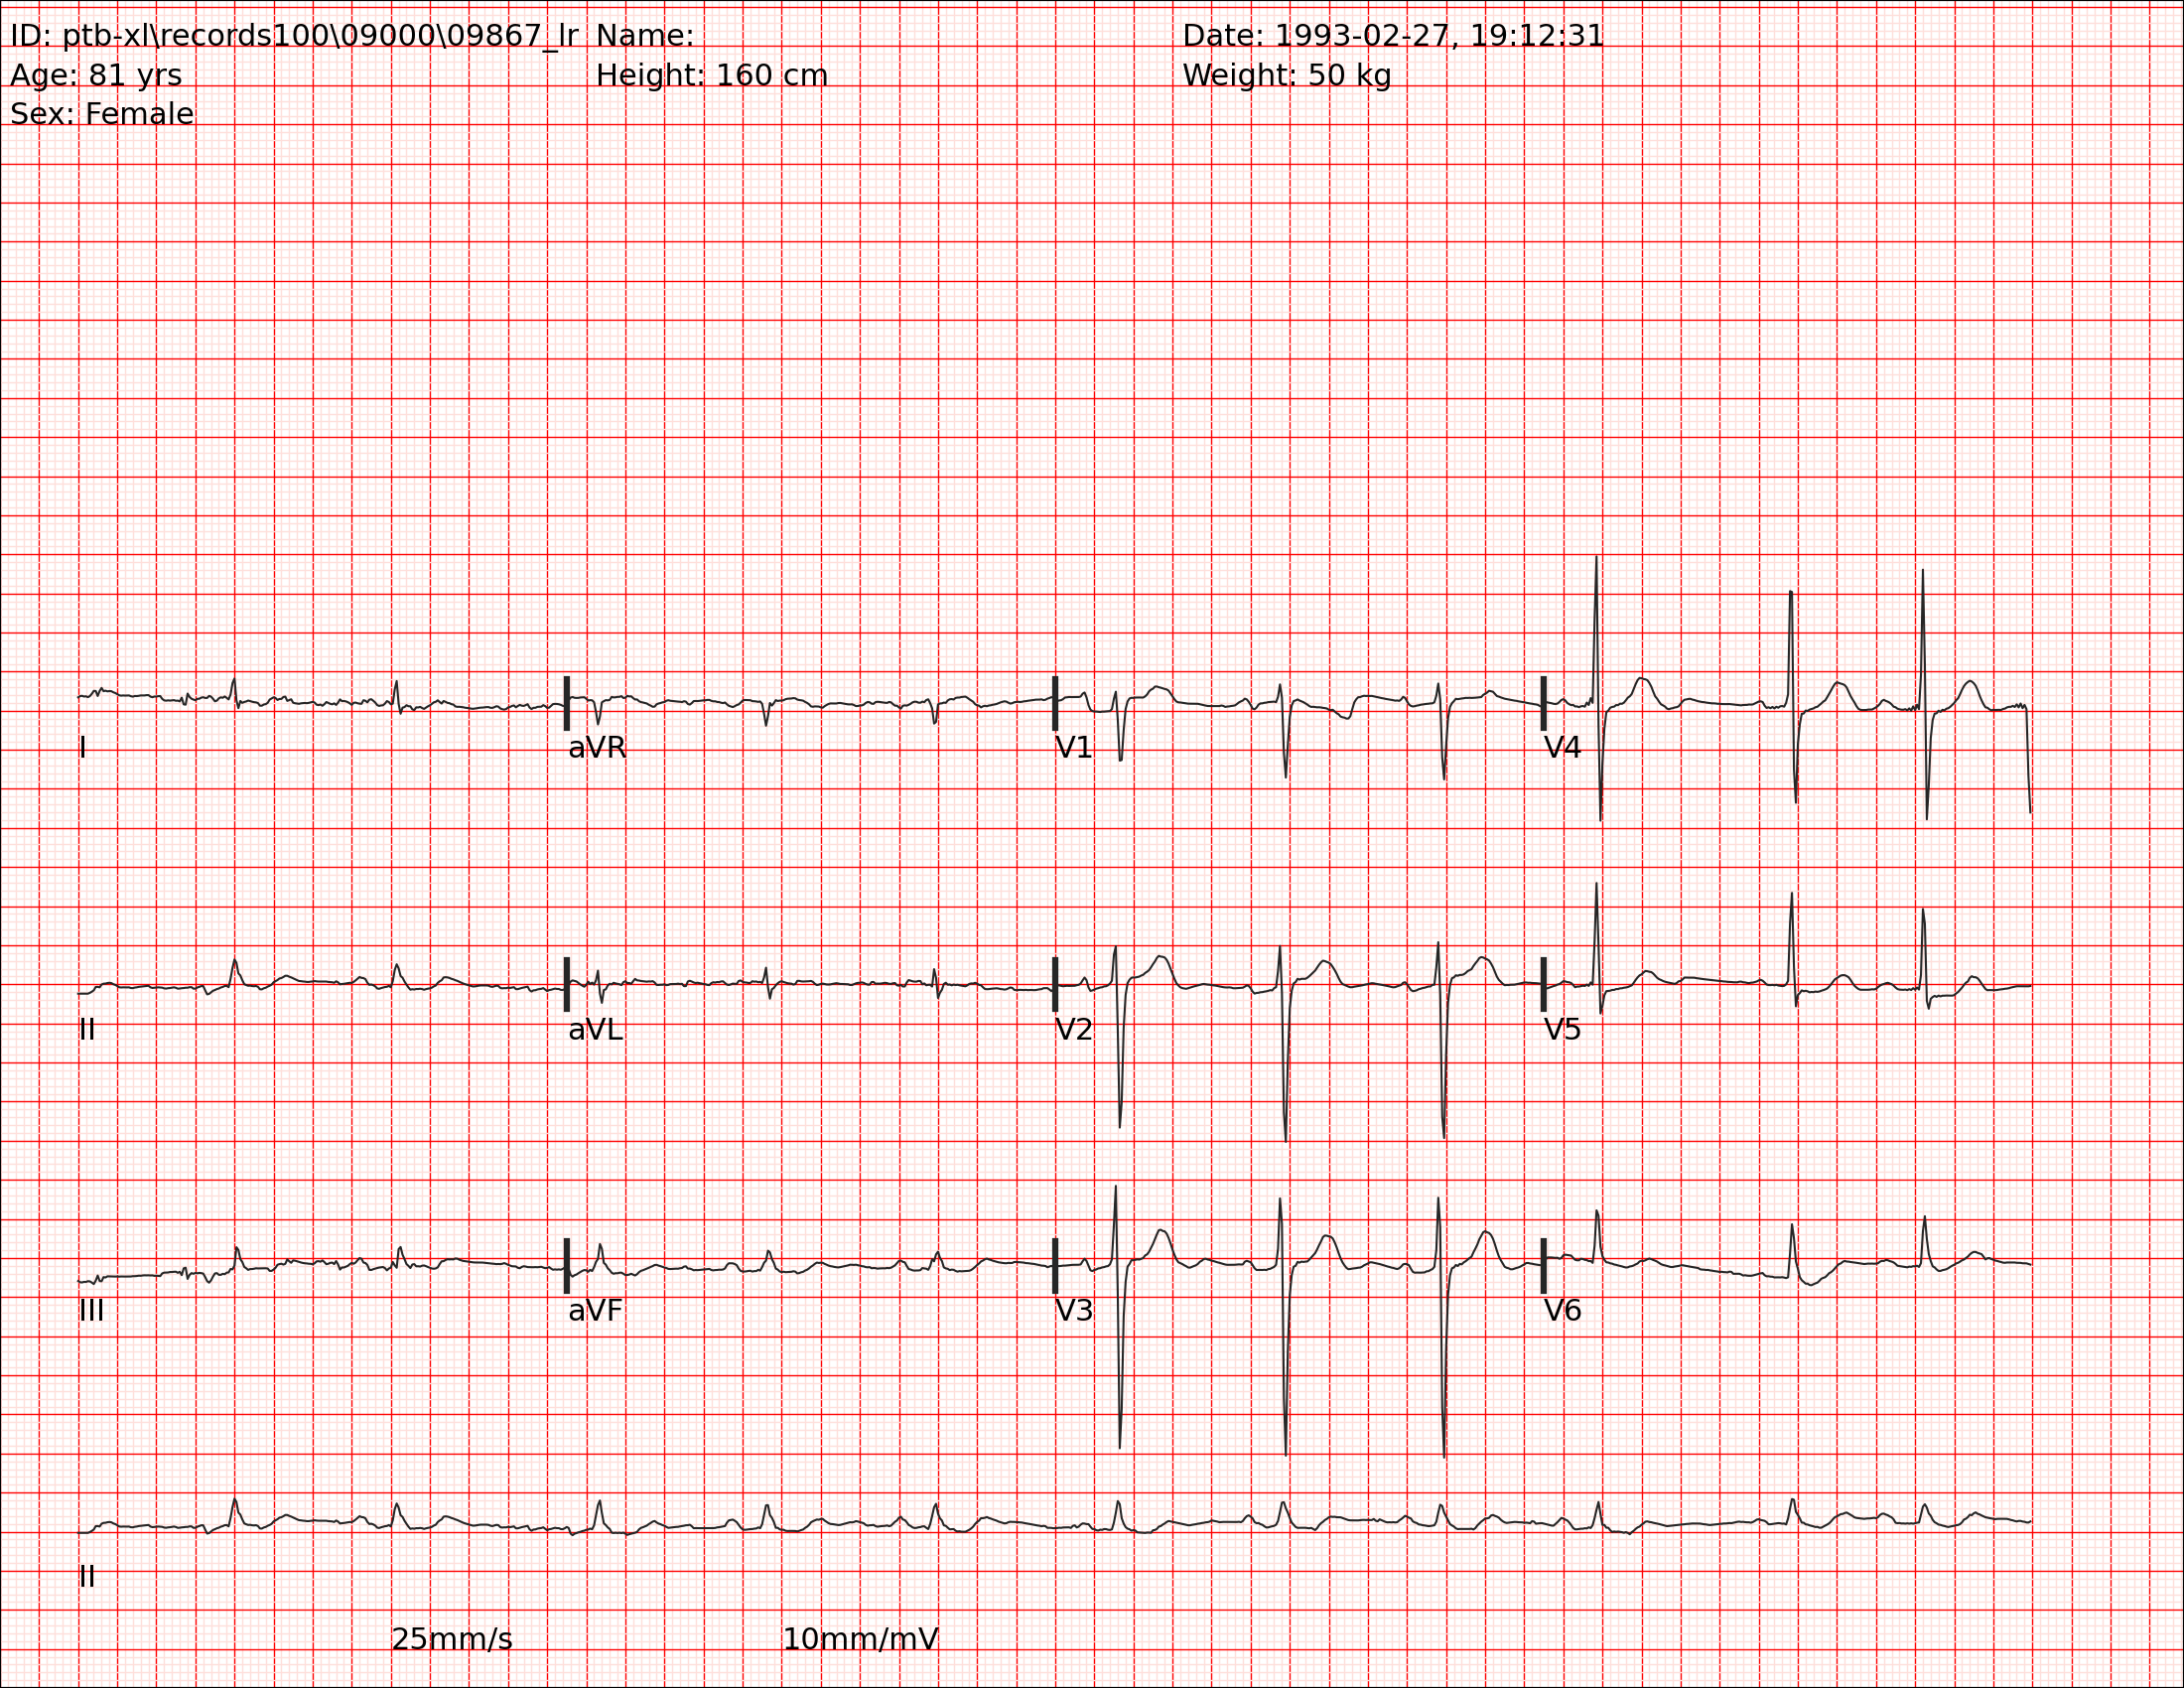 ID: ptb-xl\records100\09000\09867_lr Name: Date: 1993-02-27, 19:12:31
Age: 81 yrs Height: 160 cm Weight: 50 kg
Sex: Female
I aVR V1 V4
II aVL V2 V5
III aVF V3 V6
II
25mm/s 10mm/mV